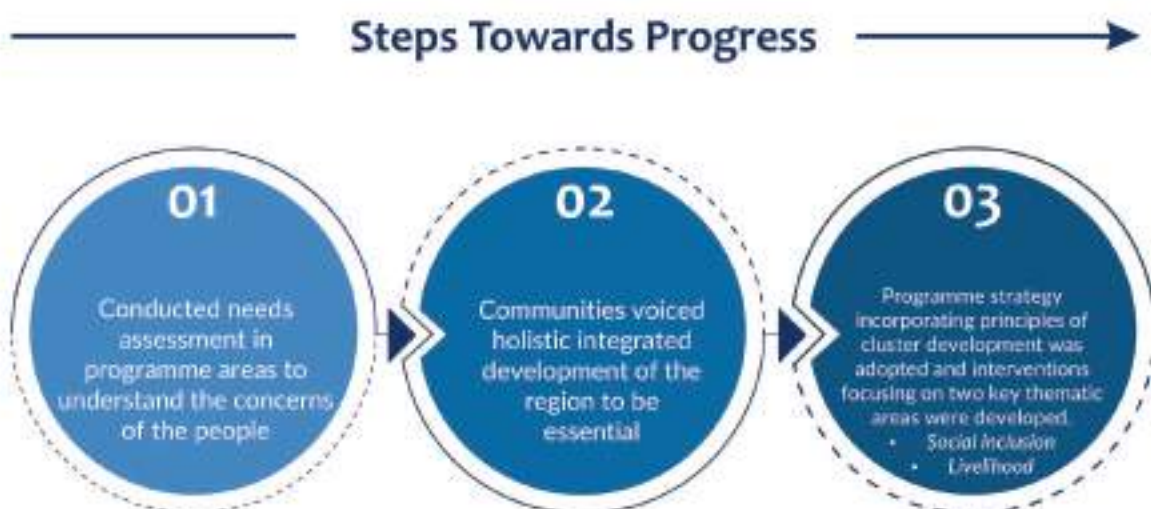 Steps Towards Progress
01
Conducted needs
assessment in
programme areas to
understand the concerns
of the people
02
Communities voiced
holistic integrated
development of the
region to be
essential
03
Programme strategy
incorporating principles of
cluster development was
adopted and interventions
focusing on two key thematic
areas were developed.
• Social Inclusion
• Livelihood